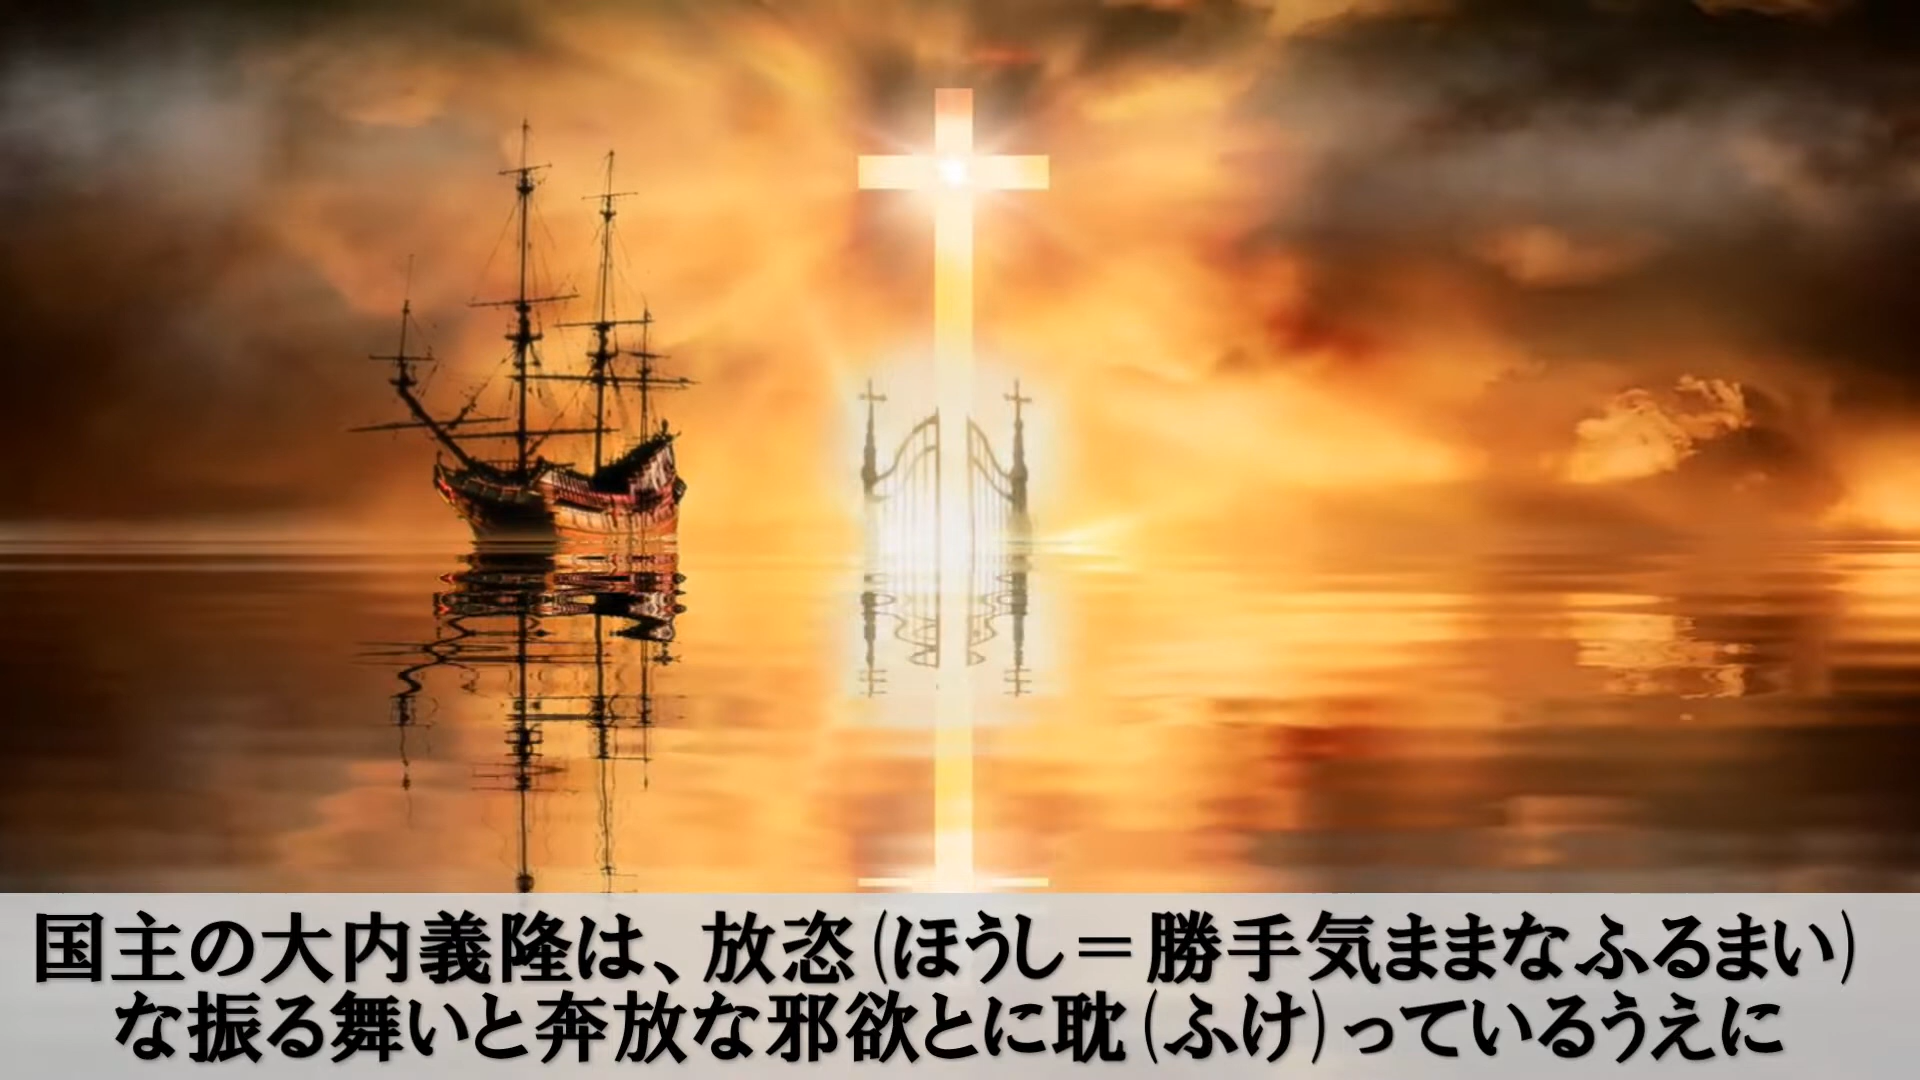 国主の大内義隆は、放恣(ほうし＝勝手気ままなふるまい)
な振る舞いと奔放な邪欲とに耽(ふけ)っているうえに